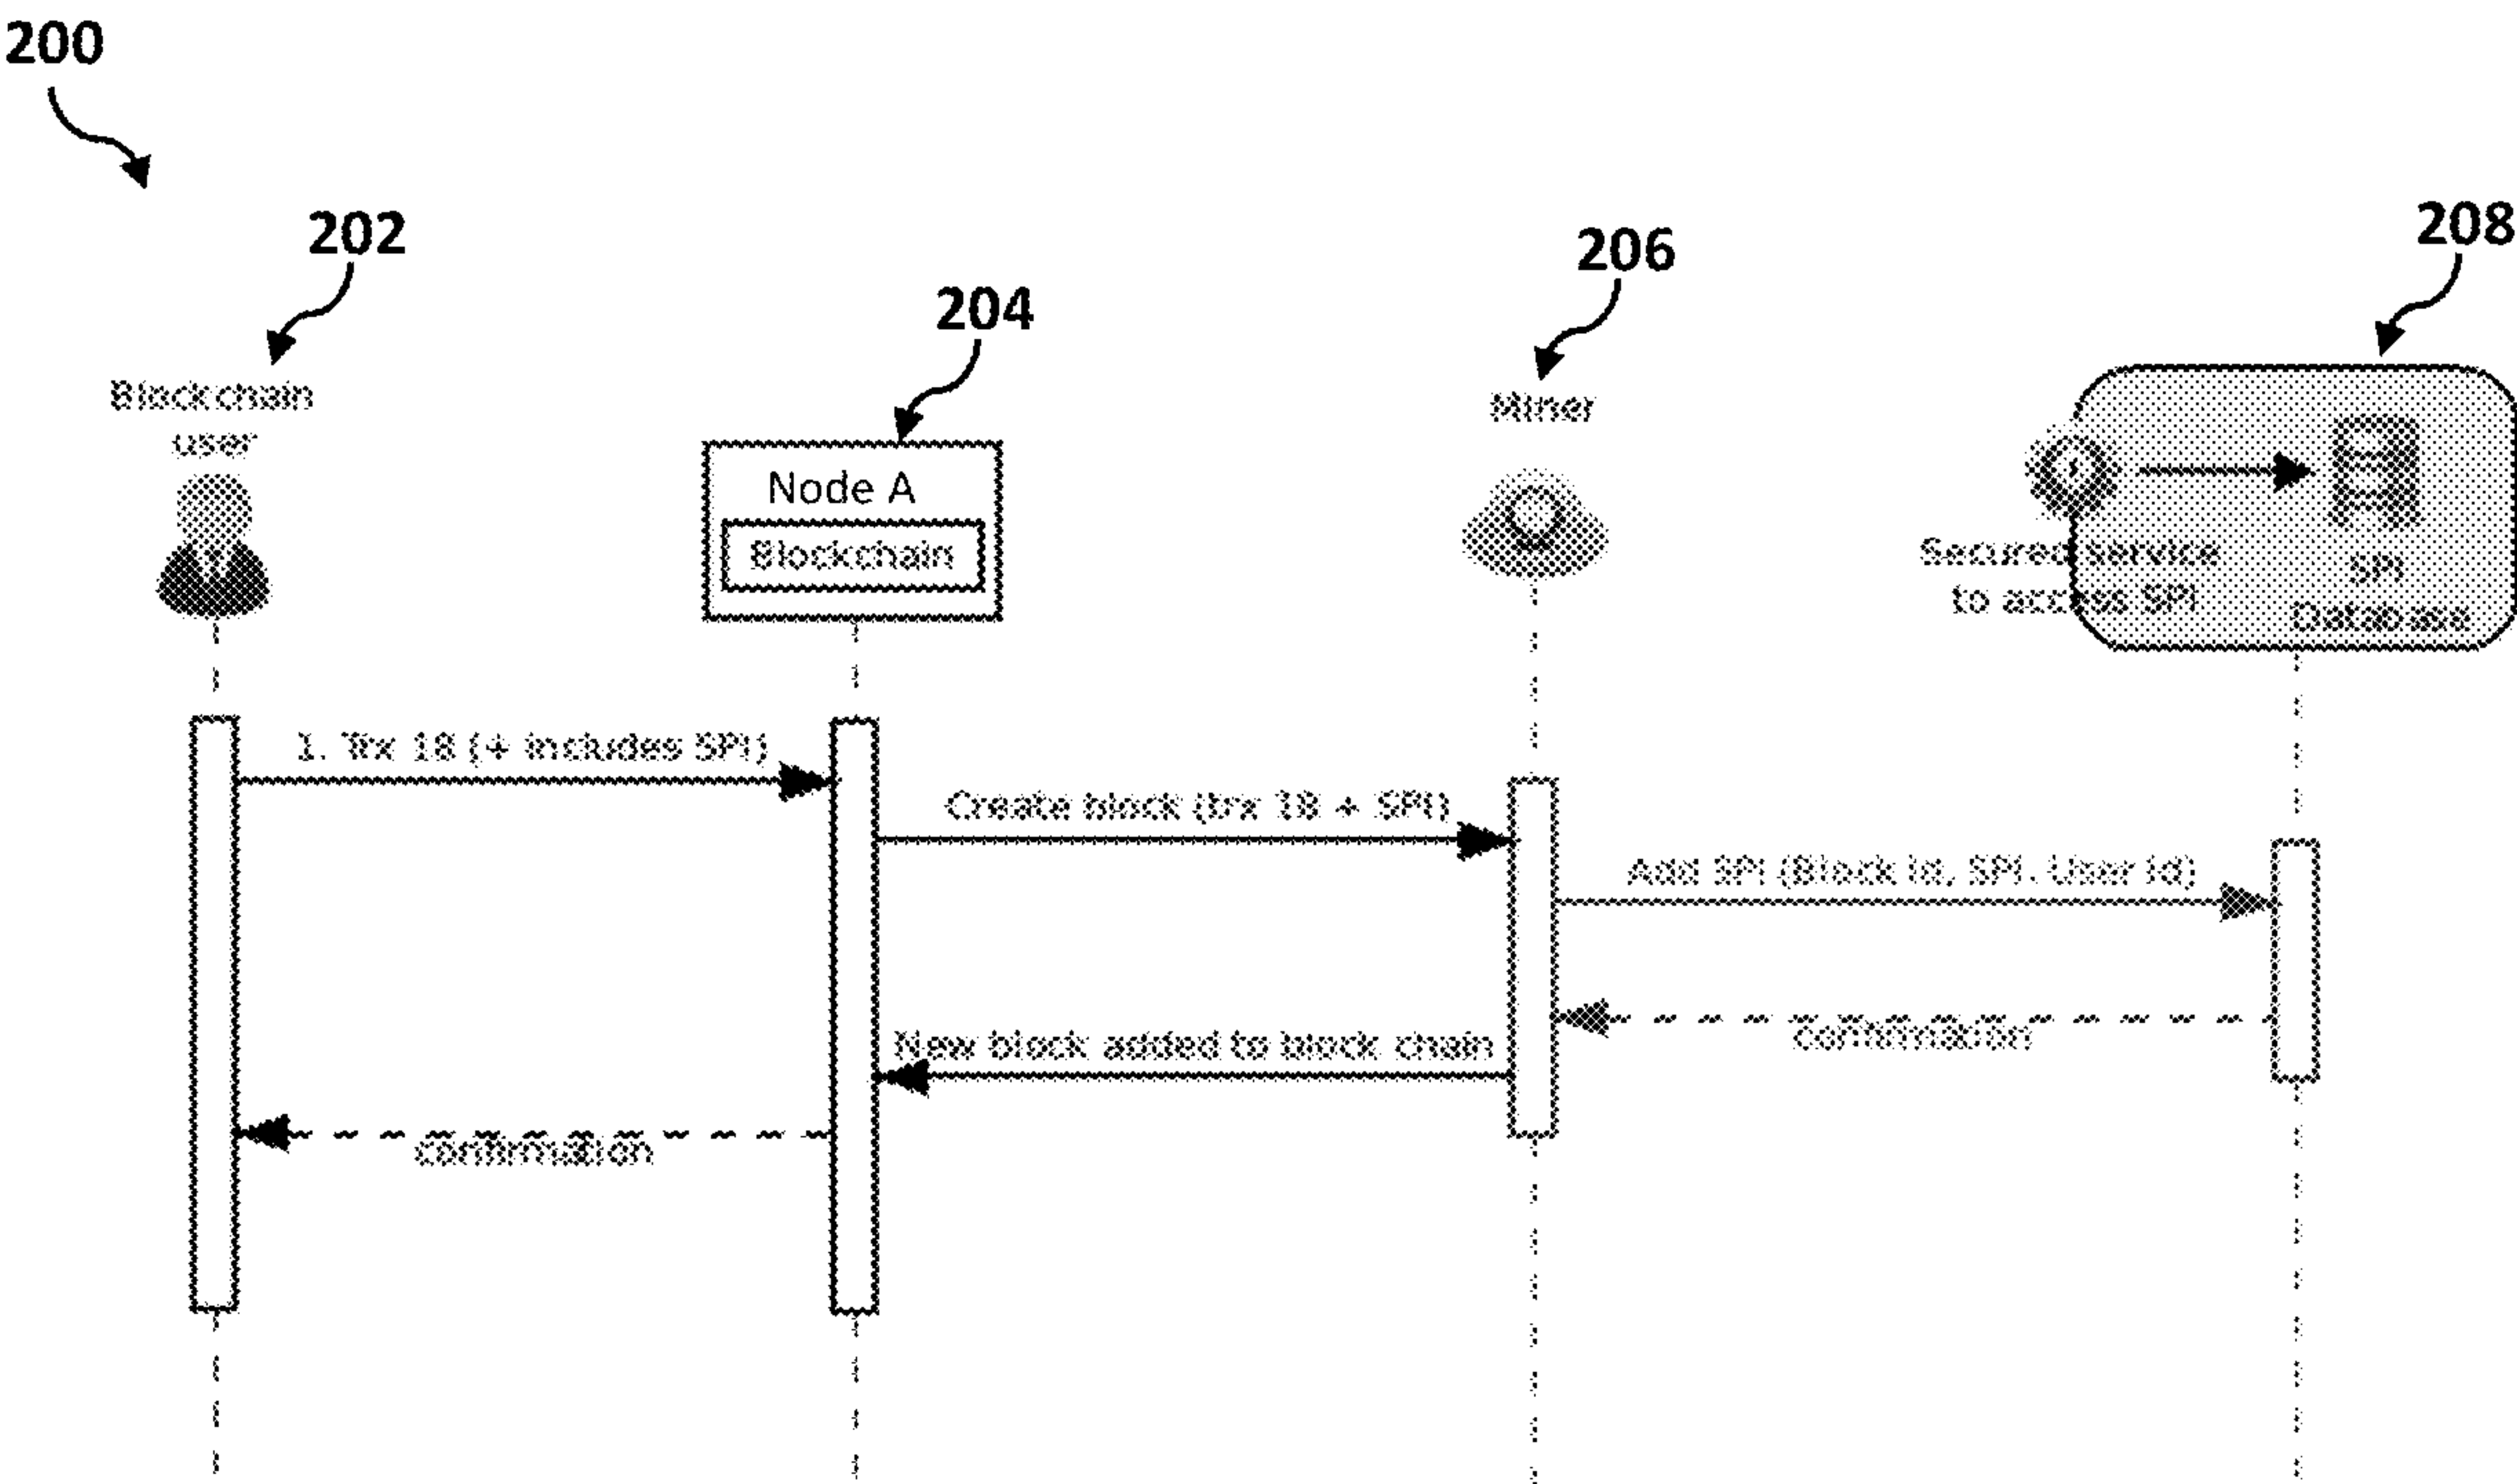 200
202
204
206
208
Blockchain
user
Node A
Blockchain
Miner
Secured service
to access SPI
SPI
Database
1. Trx 18 (+ includes SPI)
Create block (trx 18 + SPI)
Add SPI (Block id, SPI, User id)
Confirmation
New block added to block chain
confirmation